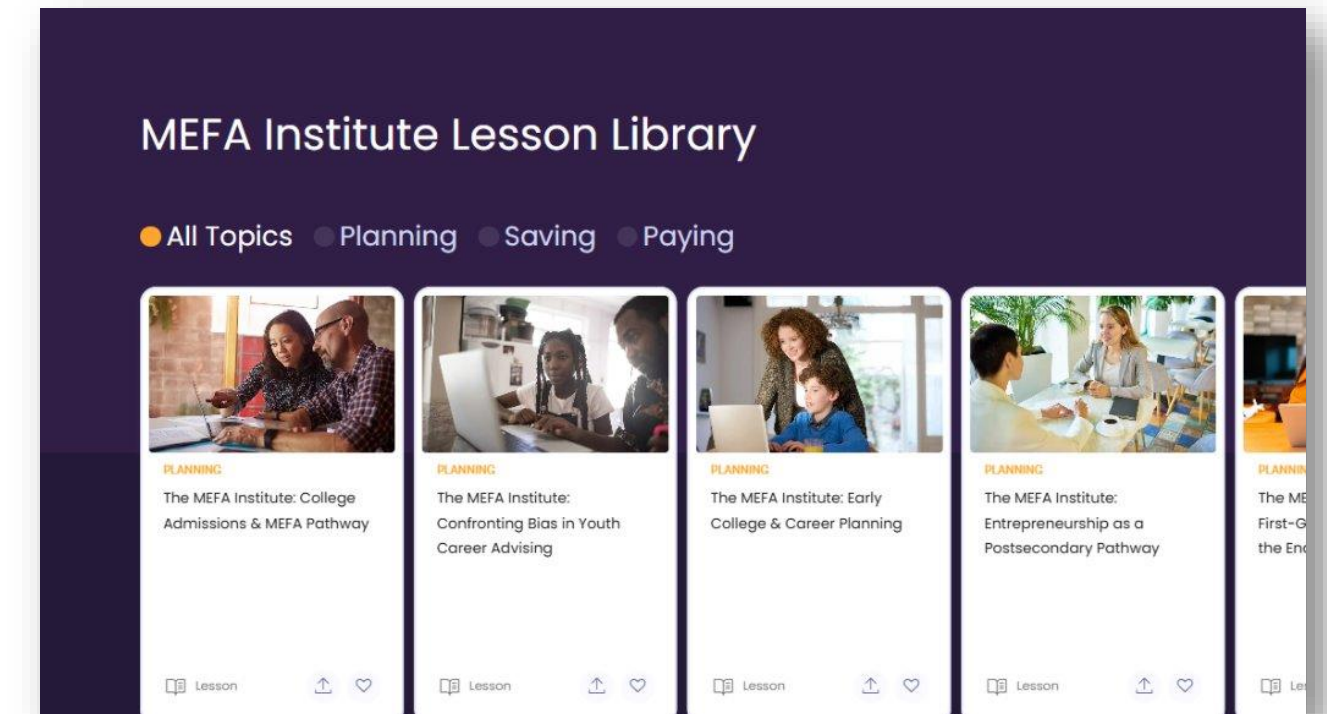 MEFA Institute Lesson Library
All Topics Planning Saving Paying
PLANNING
The MEFA Institute: College
Admissions & MEFA Pathway
Lesson
PLANNING
The MEFA Institute:
Confronting Bias in Youth
Career Advising
Lesson
PLANNING
The MEFA Institute: Early
College & Career Planning
Lesson
PLANNING
The MEFA Institute:
Entrepreneurship as a
Postsecondary Pathway
Lesson
The
the